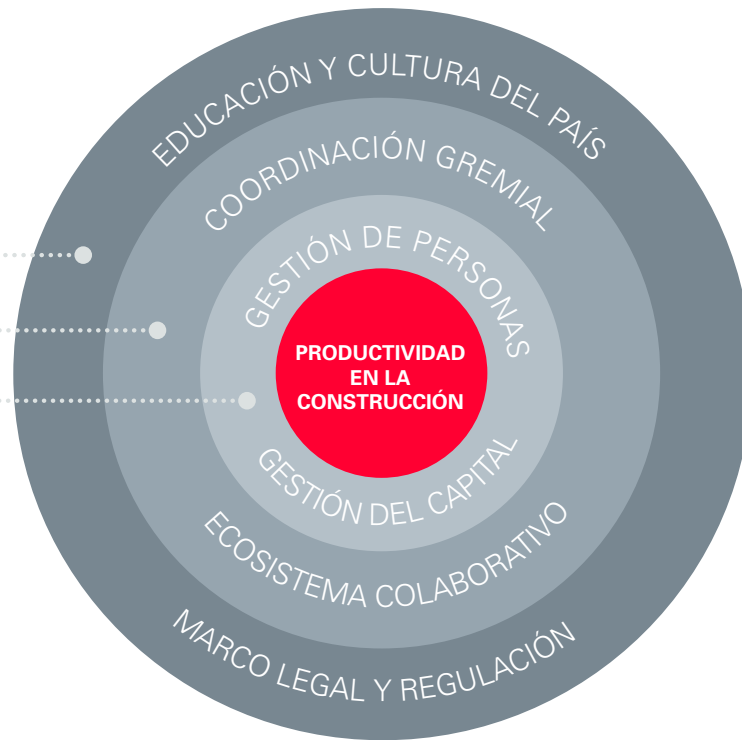 EDUCACIÓN Y CULTURA DEL PAÍS
COORDINACIÓN GREMIAL
GESTIÓN DE PERSONAS
PRODUCTIVIDAD
EN LA
CONSTRUCCIÓN
GESTIÓN DEL CAPITAL
ECOSISTEMA COLABORATIVO
MARCO LEGAL Y REGULACIÓN